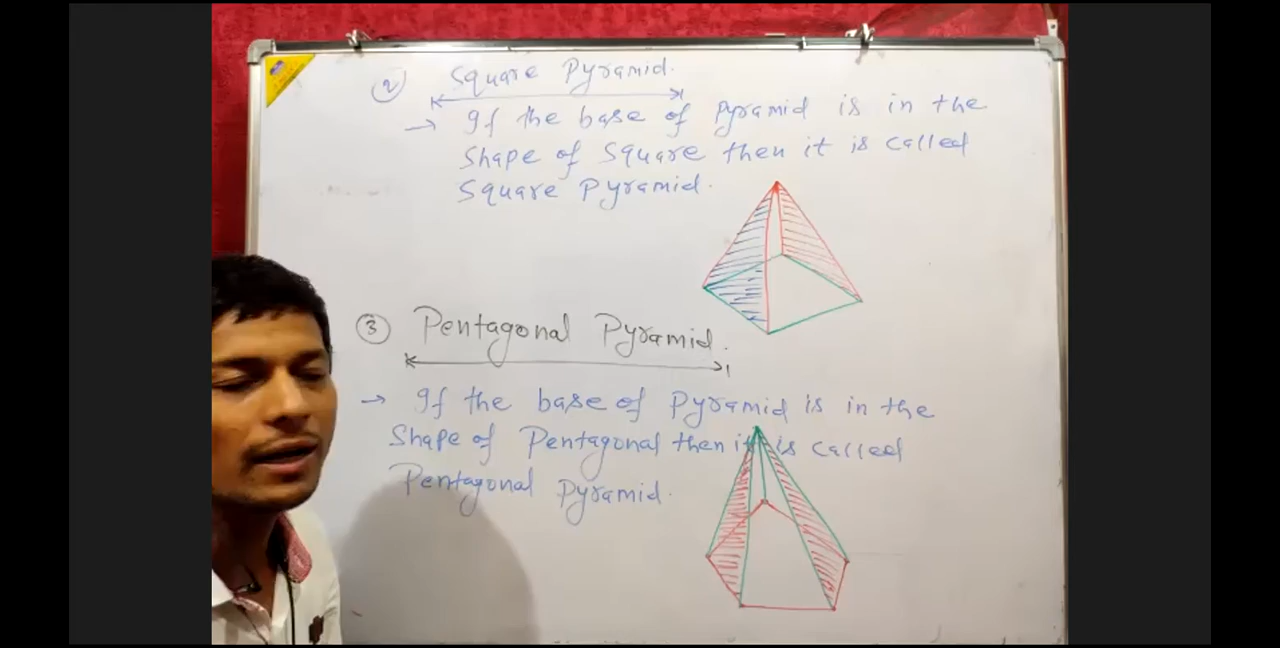 ② Square Pyramid.
→ If the base of pyramid is in the
Shape of Square then it is called
Square Pyramid.
③ Pentagonal Pyramid.
→ If the base of Pyramid is in the
Shape of Pentagonal then it is called
Pentagonal Pyramid.